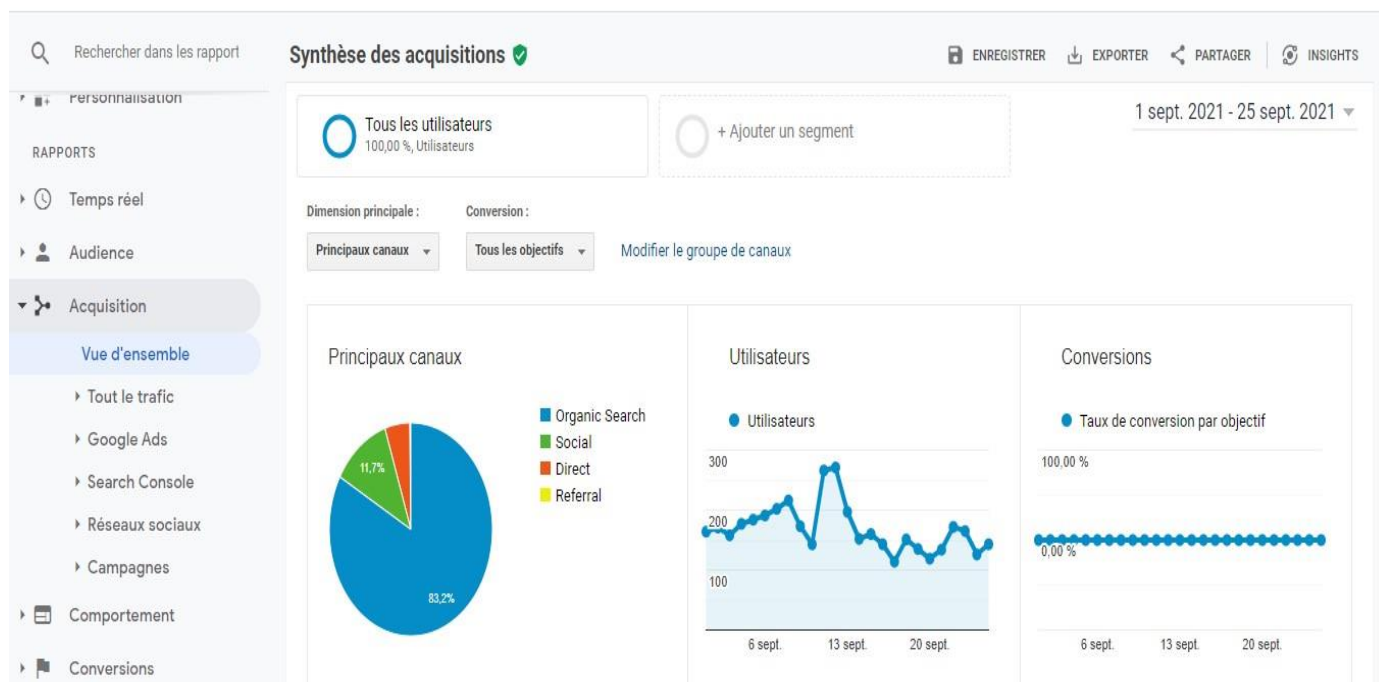 Rechercher dans les rapport
Synthèse des acquisitions
ENREGISTRER
EXPORTER
PARTAGER
INSIGHTS
Personnalisation
RAPPORTS
Temps réel
Audience
Acquisition
Vue d'ensemble
Tout le trafic
Google Ads
Search Console
Réseaux sociaux
Campagnes
Comportement
Conversions
Tous les utilisateurs
100,00 %, Utilisateurs
+ Ajouter un segment
1 sept. 2021 - 25 sept. 2021
Dimension principale :
Conversion :
Principaux canaux
Tous les objectifs
Modifier le groupe de canaux
Principaux canaux
Organic Search
Social
Direct
Referral
11,7%
83,2%
Utilisateurs
Utilisateurs
300
200
100
6 sept.
13 sept.
20 sept.
Conversions
Taux de conversion par objectif
100,00 %
0,00 %
6 sept.
13 sept.
20 sept.